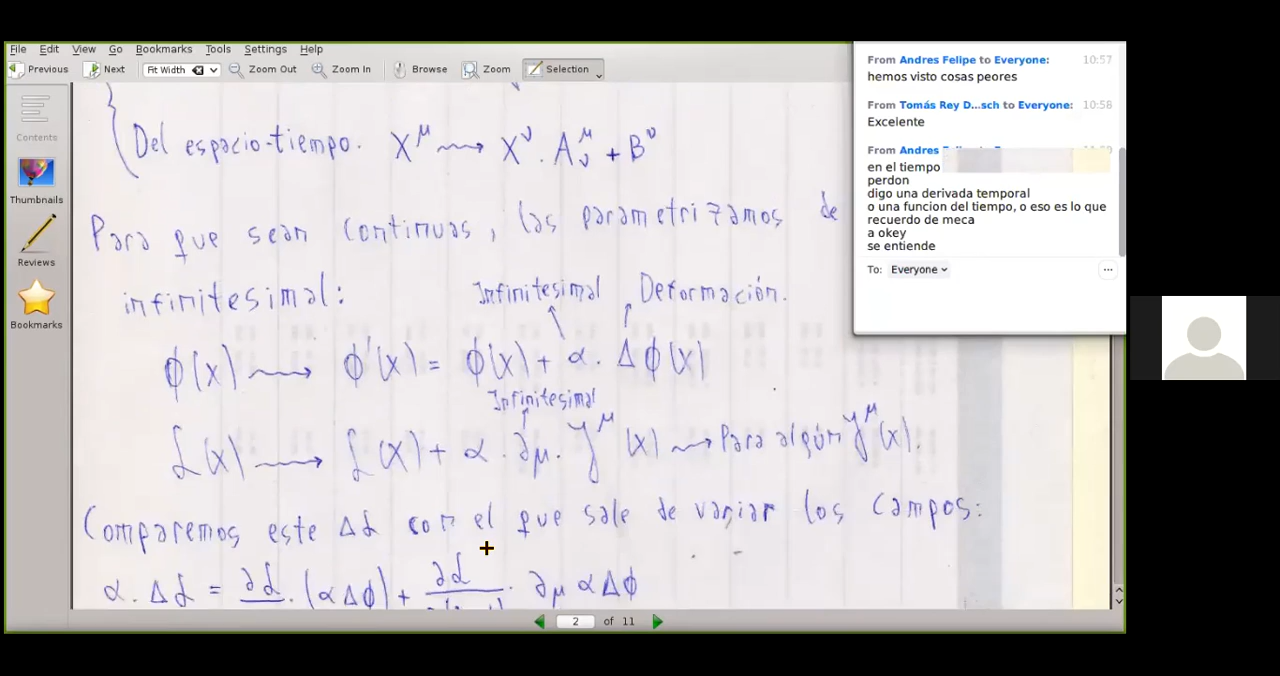 File Edit View Go Bookmarks Tools Settings Help
Previous Next Fit Width Zoom Out Zoom In Browse Zoom Selection
Contents
Thumbnails
Reviews
Bookmarks
Del espacio-tiempo. X^μ ⟿ X^ν · A^μ_ν + B^ν
Para que sean continuas, las parametrizamos de
infinitesimal:
Infinitesimal Deformación.
ϕ(x) ⟿ ϕ'(x) = ϕ(x) + α · Δϕ(x)
Infinitesimal
ℒ(x) ⟿ ℒ(x) + α · ∂μ · J^μ(x) ⟿ Para algún J^μ(x).
Comparemos este Δℒ con el que sale de variar los campos:
α · Δℒ = ∂ℒ · (αΔϕ) + ∂ℒ · ∂μ αΔϕ
2 of 11
From Andres Felipe to Everyone: 10:57
hemos visto cosas peores
From Tomás Rey D...sch to Everyone: 10:58
Excelente
From Andres
en el tiempo
perdon
digo una derivada temporal
o una funcion del tiempo, o eso es lo que
recuerdo de meca
a okey
se entiende
To: Everyone